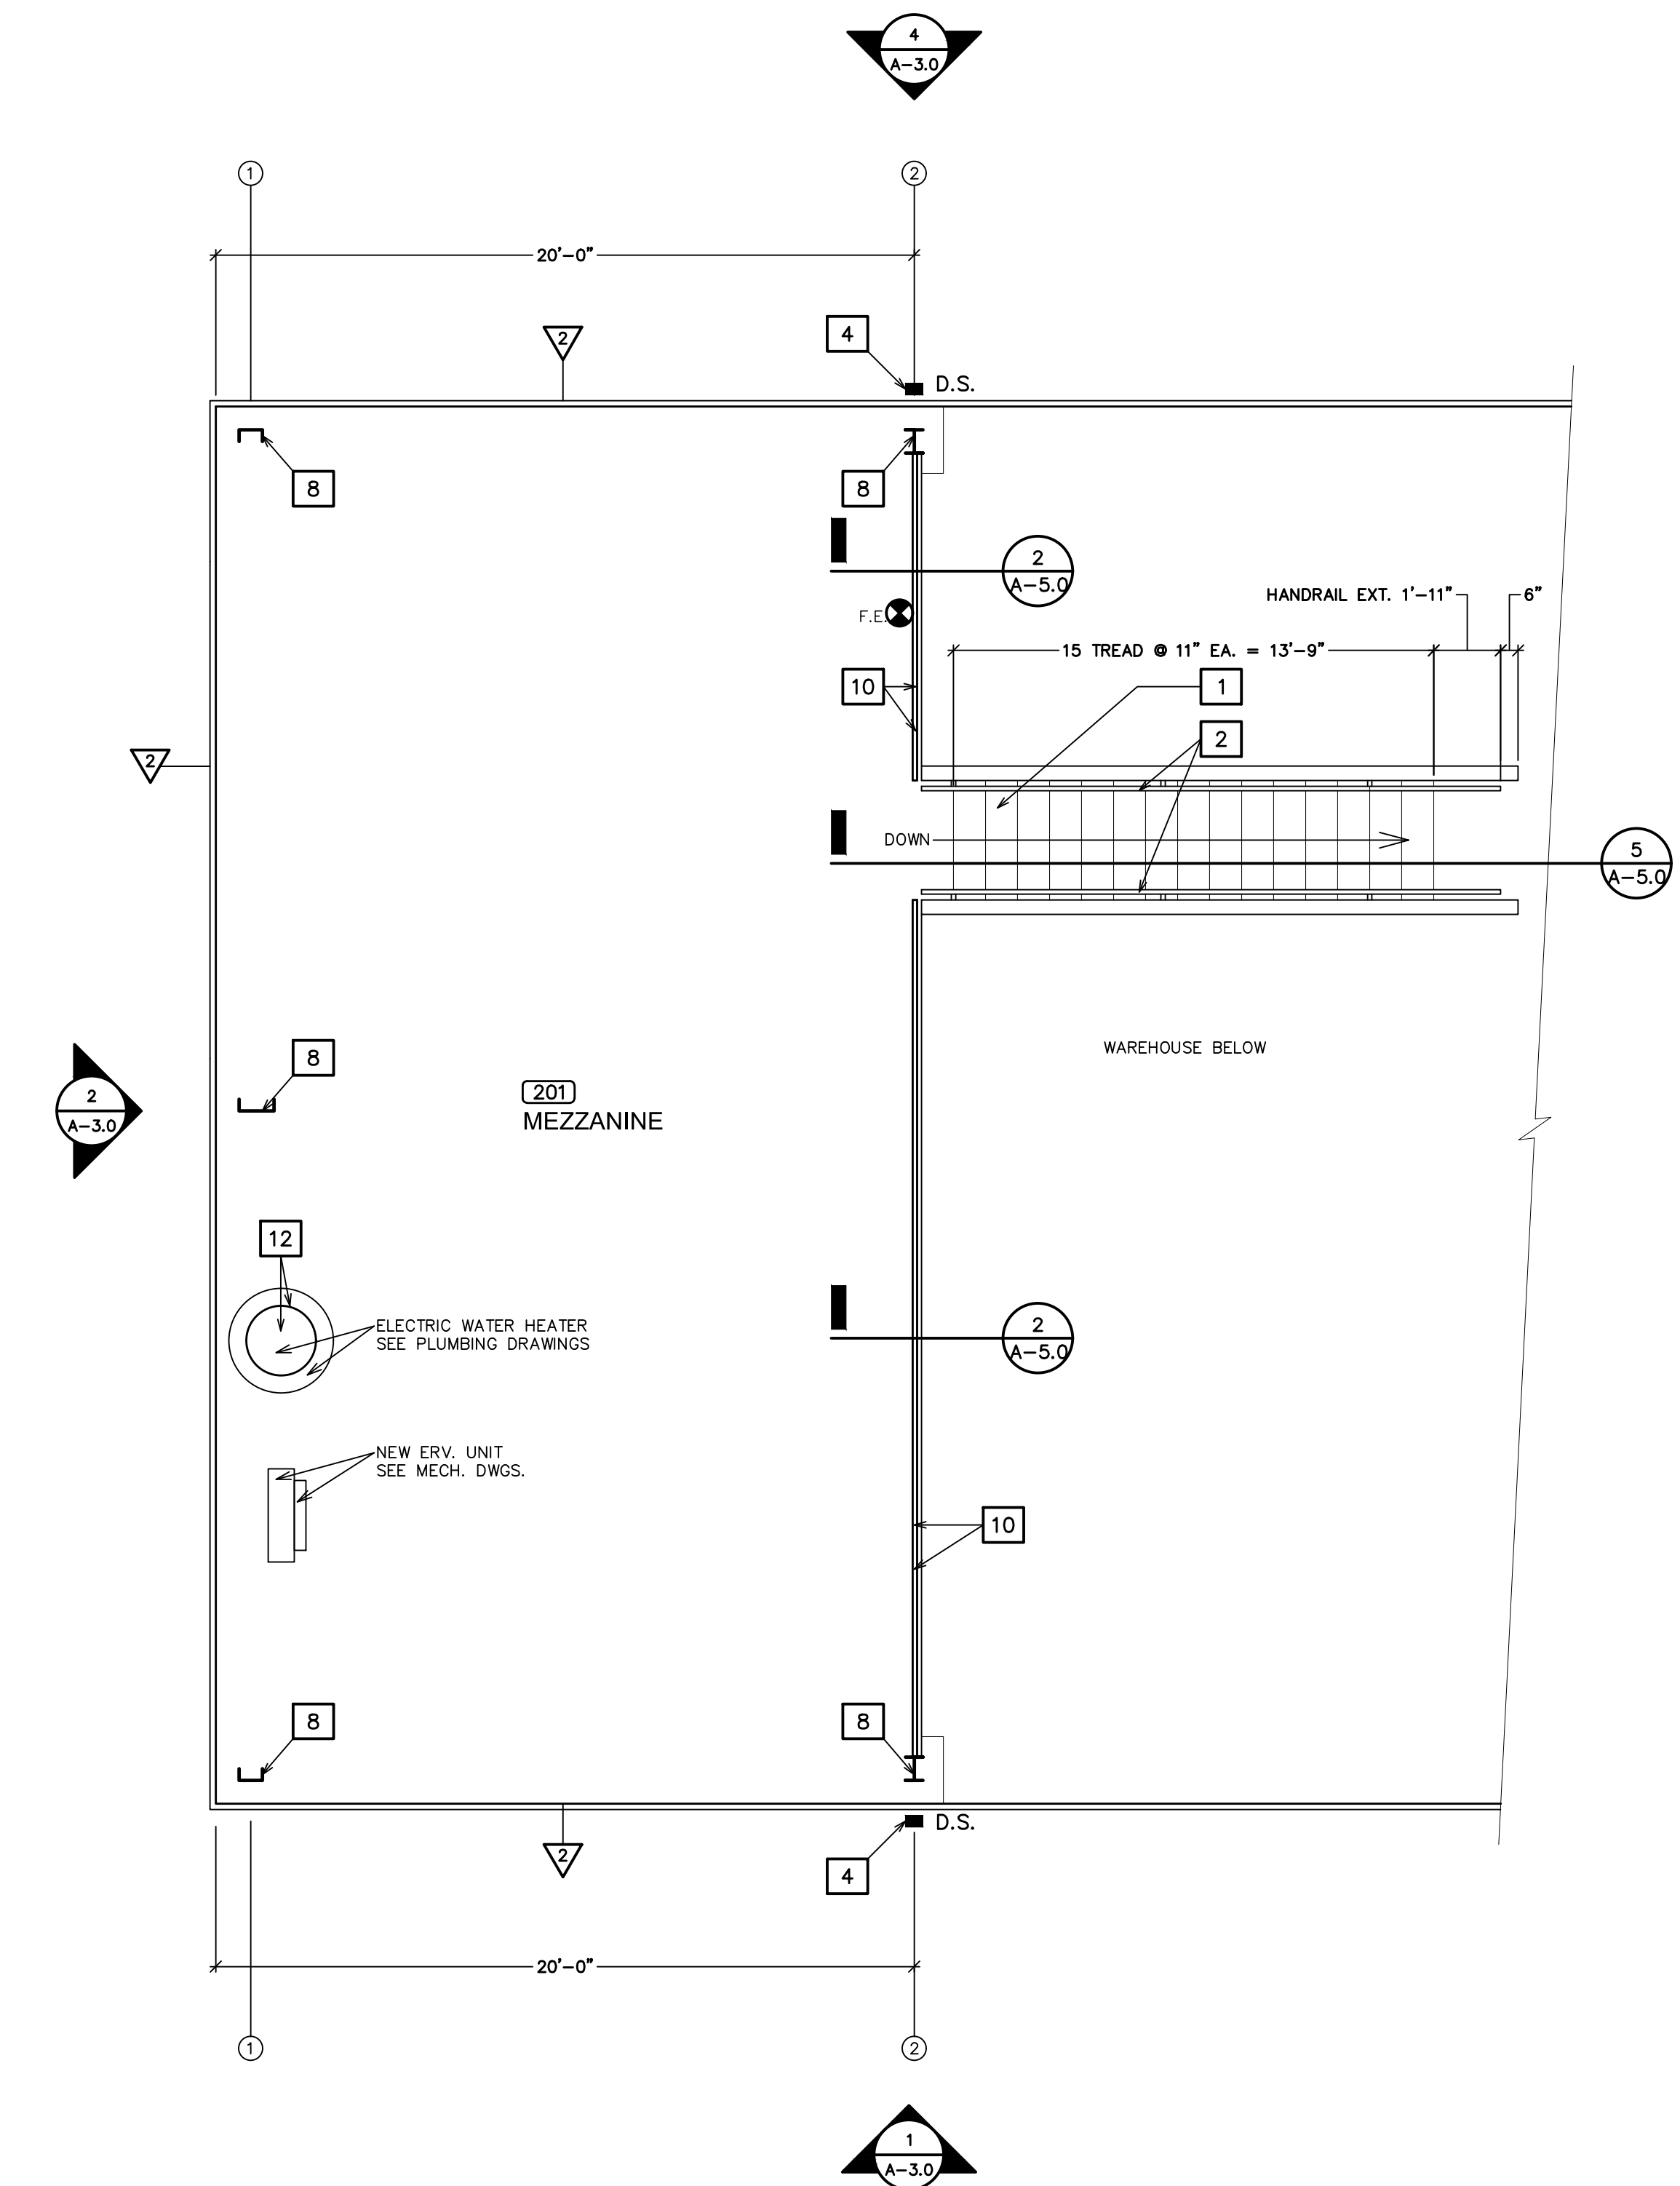 4
A-3.0
1
2
20'-0"
2
4
D.S.
8
8
2
A-5.0
HANDRAIL EXT. 1'-11"
6"
F.E.
15 TREAD @ 11" EA. = 13'-9"
10
1
2
2
DOWN
5
A-5.0
WAREHOUSE BELOW
8
2
A-3.0
201
MEZZANINE
12
ELECTRIC WATER HEATER
SEE PLUMBING DRAWINGS
2
A-5.0
NEW ERV. UNIT
SEE MECH. DWGS.
10
8
8
D.S.
2
4
20'-0"
1
2
1
A-3.0